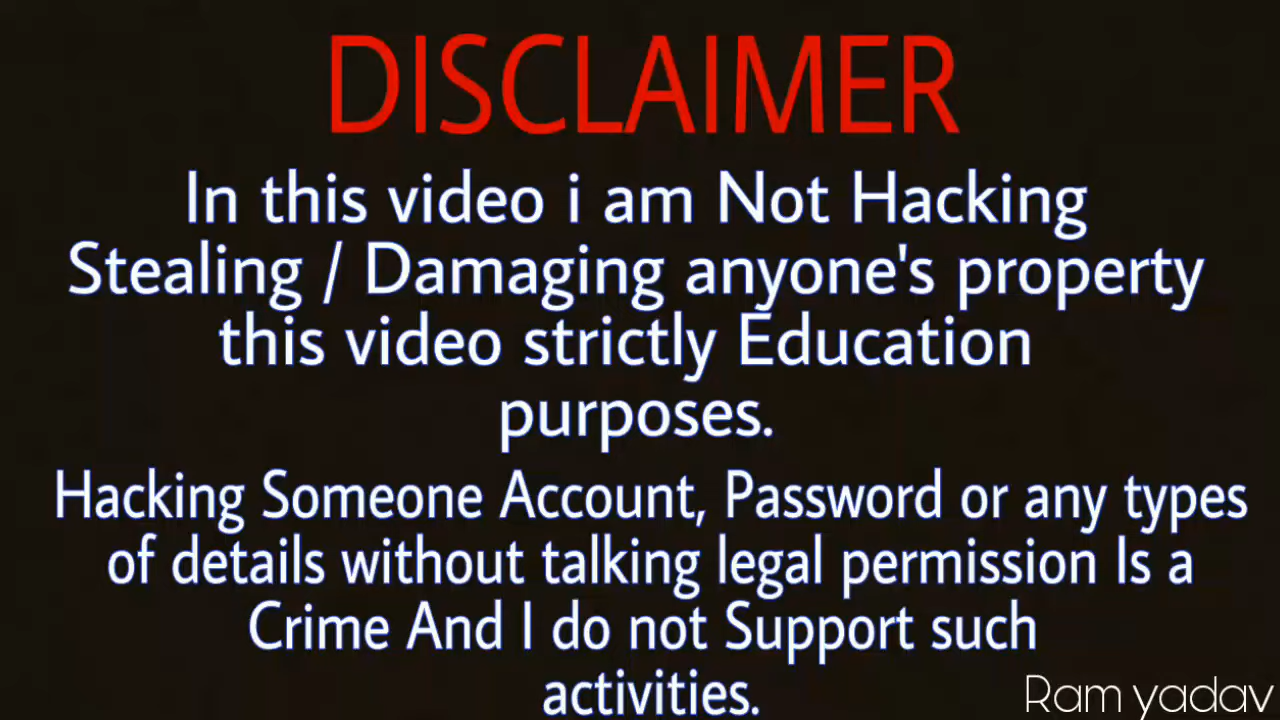 DISCLAIMER
In this video i am Not Hacking
Stealing / Damaging anyone's property
this video strictly Education
purposes.
Hacking Someone Account, Password or any types
of details without talking legal permission Is a
Crime And I do not Support such
activities.
Ram yadav